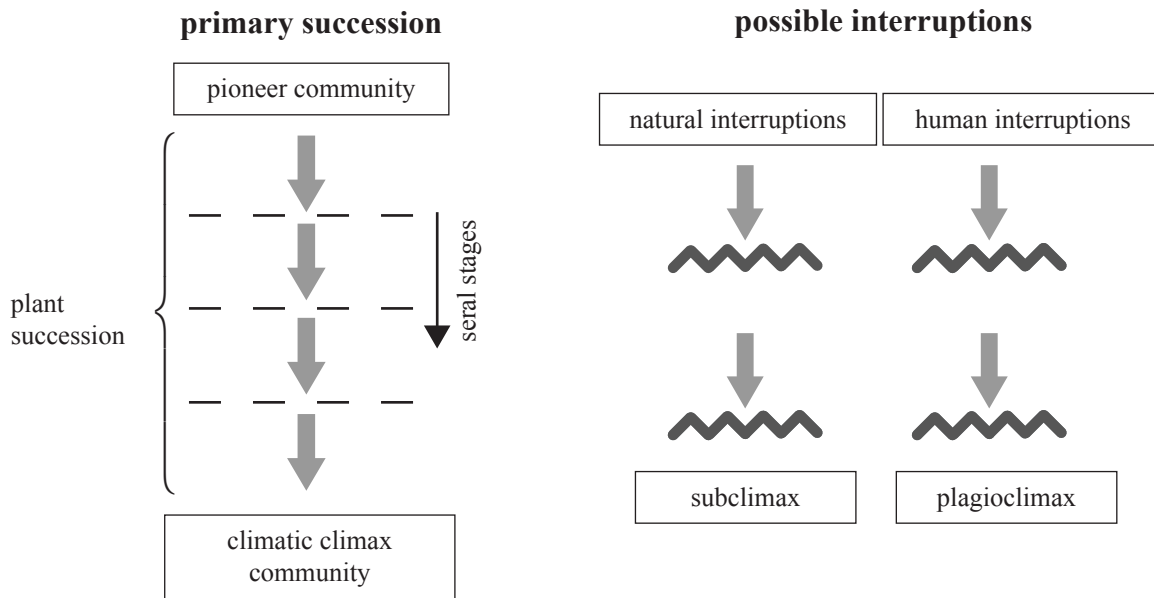 primary succession
pioneer community
plant
succession
seral stages
climatic climax
community
possible interruptions
natural interruptions
human interruptions
subclimax
plagioclimax